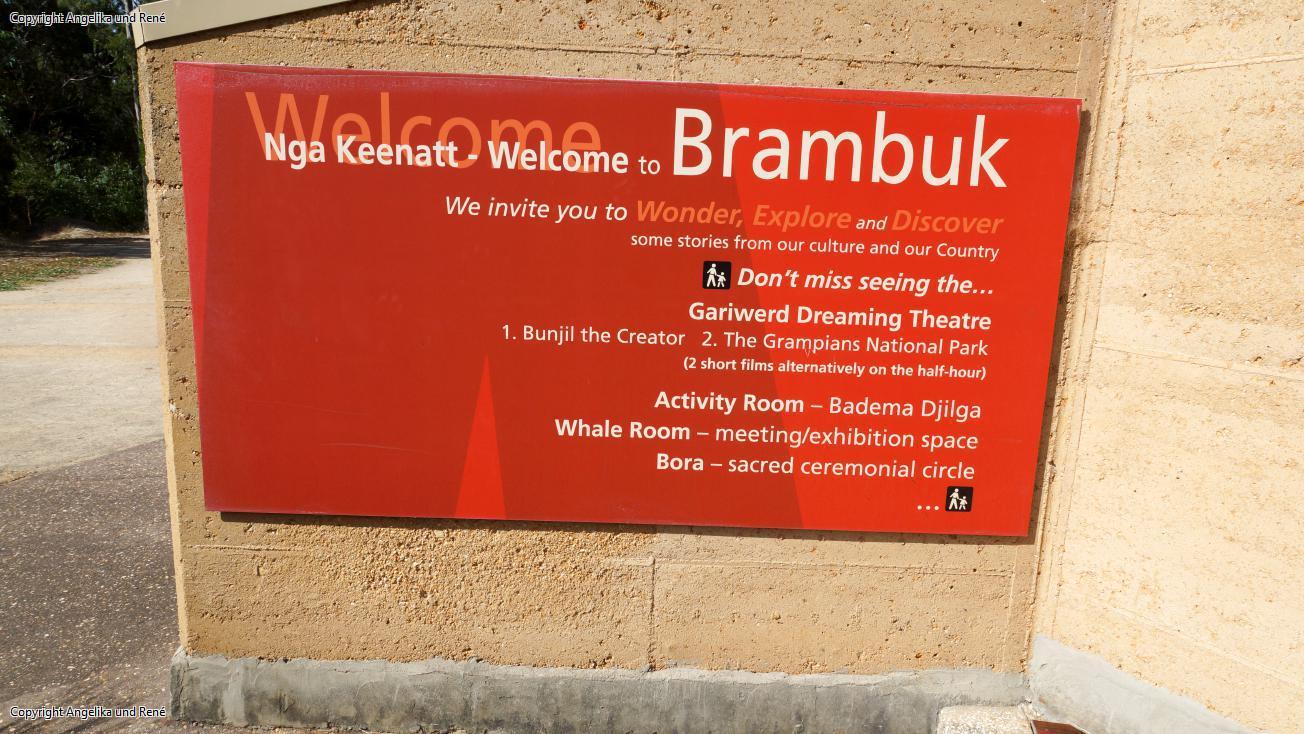 Copyright Angelika und René
Welcome
Nga Keenatt - Welcome to Brambuk
We invite you to Wonder, Explore and Discover
some stories from our culture and our Country
Don't miss seeing the...
Gariwerd Dreaming Theatre
1. Bunjil the Creator 2. The Grampians National Park
(2 short films alternatively on the half-hour)
Activity Room – Badema Djilga
Whale Room – meeting/exhibition space
Bora – sacred ceremonial circle
...
Copyright Angelika und René